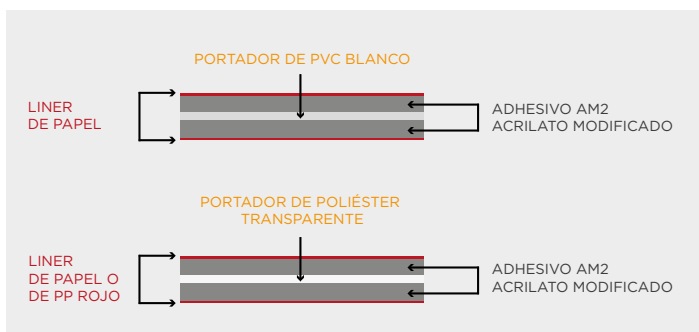 PORTADOR DE PVC BLANCO
LINER
DE PAPEL
ADHESIVO AM2
ACRILATO MODIFICADO
PORTADOR DE POLIÉSTER
TRANSPARENTE
LINER
DE PAPEL O
DE PP ROJO
ADHESIVO AM2
ACRILATO MODIFICADO